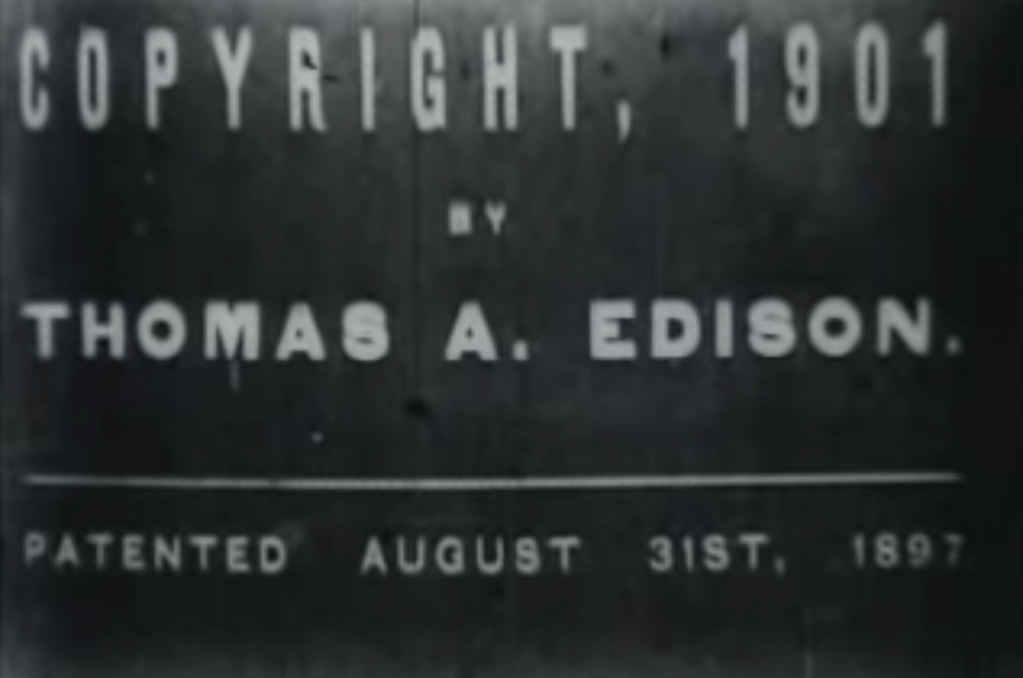 COPYRIGHT, 1901
BY
THOMAS A. EDISON.
PATENTED AUGUST 31ST, 1897